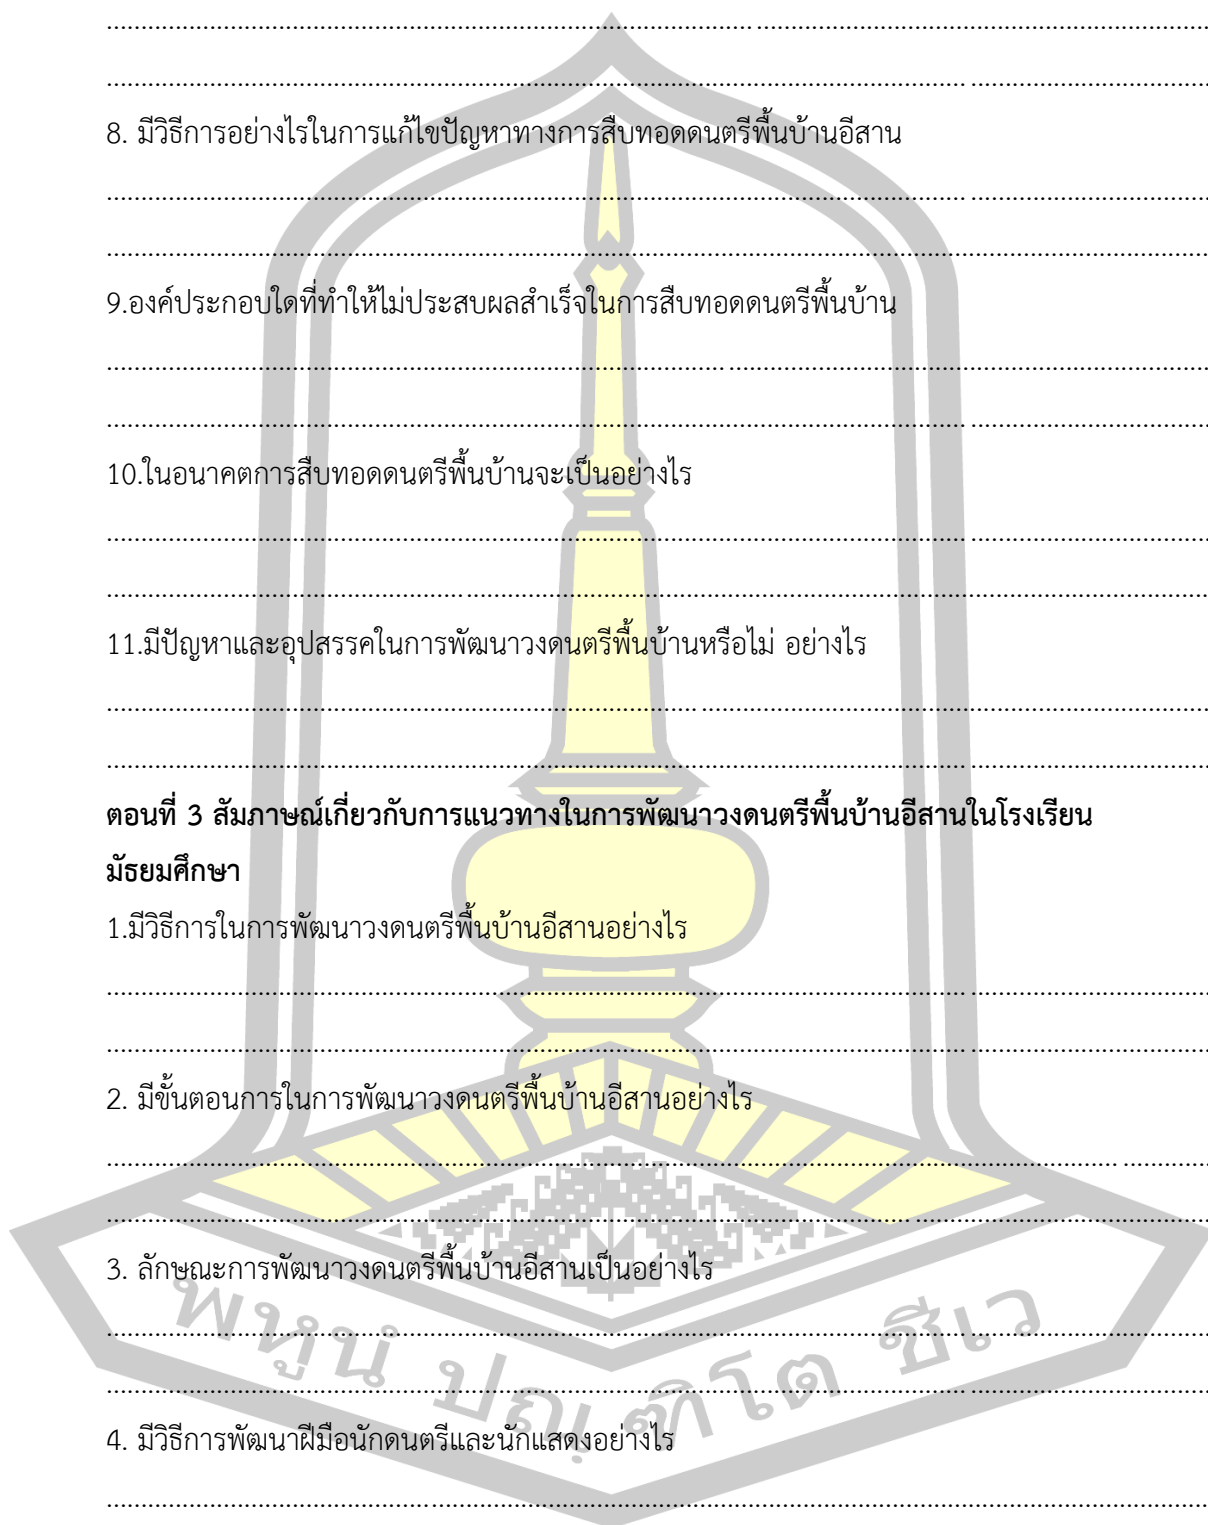 ........................................................................................................................
........................................................................................................................
8. มีวิธีการอย่างไรในการแก้ไขปัญหาทางการสืบทอดดนตรีพื้นบ้านอีสาน
........................................................................................................................
........................................................................................................................
9.องค์ประกอบใดที่ทำให้ไม่ประสบผลสำเร็จในการสืบทอดดนตรีพื้นบ้าน
........................................................................................................................
........................................................................................................................
10.ในอนาคตการสืบทอดดนตรีพื้นบ้านจะเป็นอย่างไร
........................................................................................................................
........................................................................................................................
11.มีปัญหาและอุปสรรคในการพัฒนาวงดนตรีพื้นบ้านหรือไม่ อย่างไร
........................................................................................................................
........................................................................................................................
ตอนที่ 3 สัมภาษณ์เกี่ยวกับการแนวทางในการพัฒนาวงดนตรีพื้นบ้านอีสานในโรงเรียน
มัธยมศึกษา
1.มีวิธีการในการพัฒนาวงดนตรีพื้นบ้านอีสานอย่างไร
........................................................................................................................
........................................................................................................................
2. มีขั้นตอนการในการพัฒนาวงดนตรีพื้นบ้านอีสานอย่างไร
........................................................................................................................
........................................................................................................................
3. ลักษณะการพัฒนาวงดนตรีพื้นบ้านอีสานเป็นอย่างไร
........................................................................................................................
........................................................................................................................
4. มีวิธีการพัฒนาฝีมือนักดนตรีและนักแสดงอย่างไร
........................................................................................................................
พหูนํ ปณฺฑิโต ชีเว